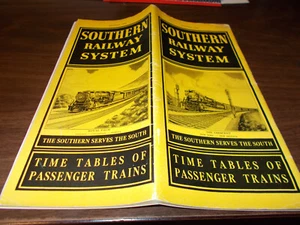 SOUTHERN
RAILWAY
SYSTEM
THE SOUTHERN SERVES THE SOUTH
TIME TABLES OF
PASSENGER TRAINS
SOUTHERN
RAILWAY
SYSTEM
THE SOUTHERN SERVES THE SOUTH
TIME TABLES OF
PASSENGER TRAINS